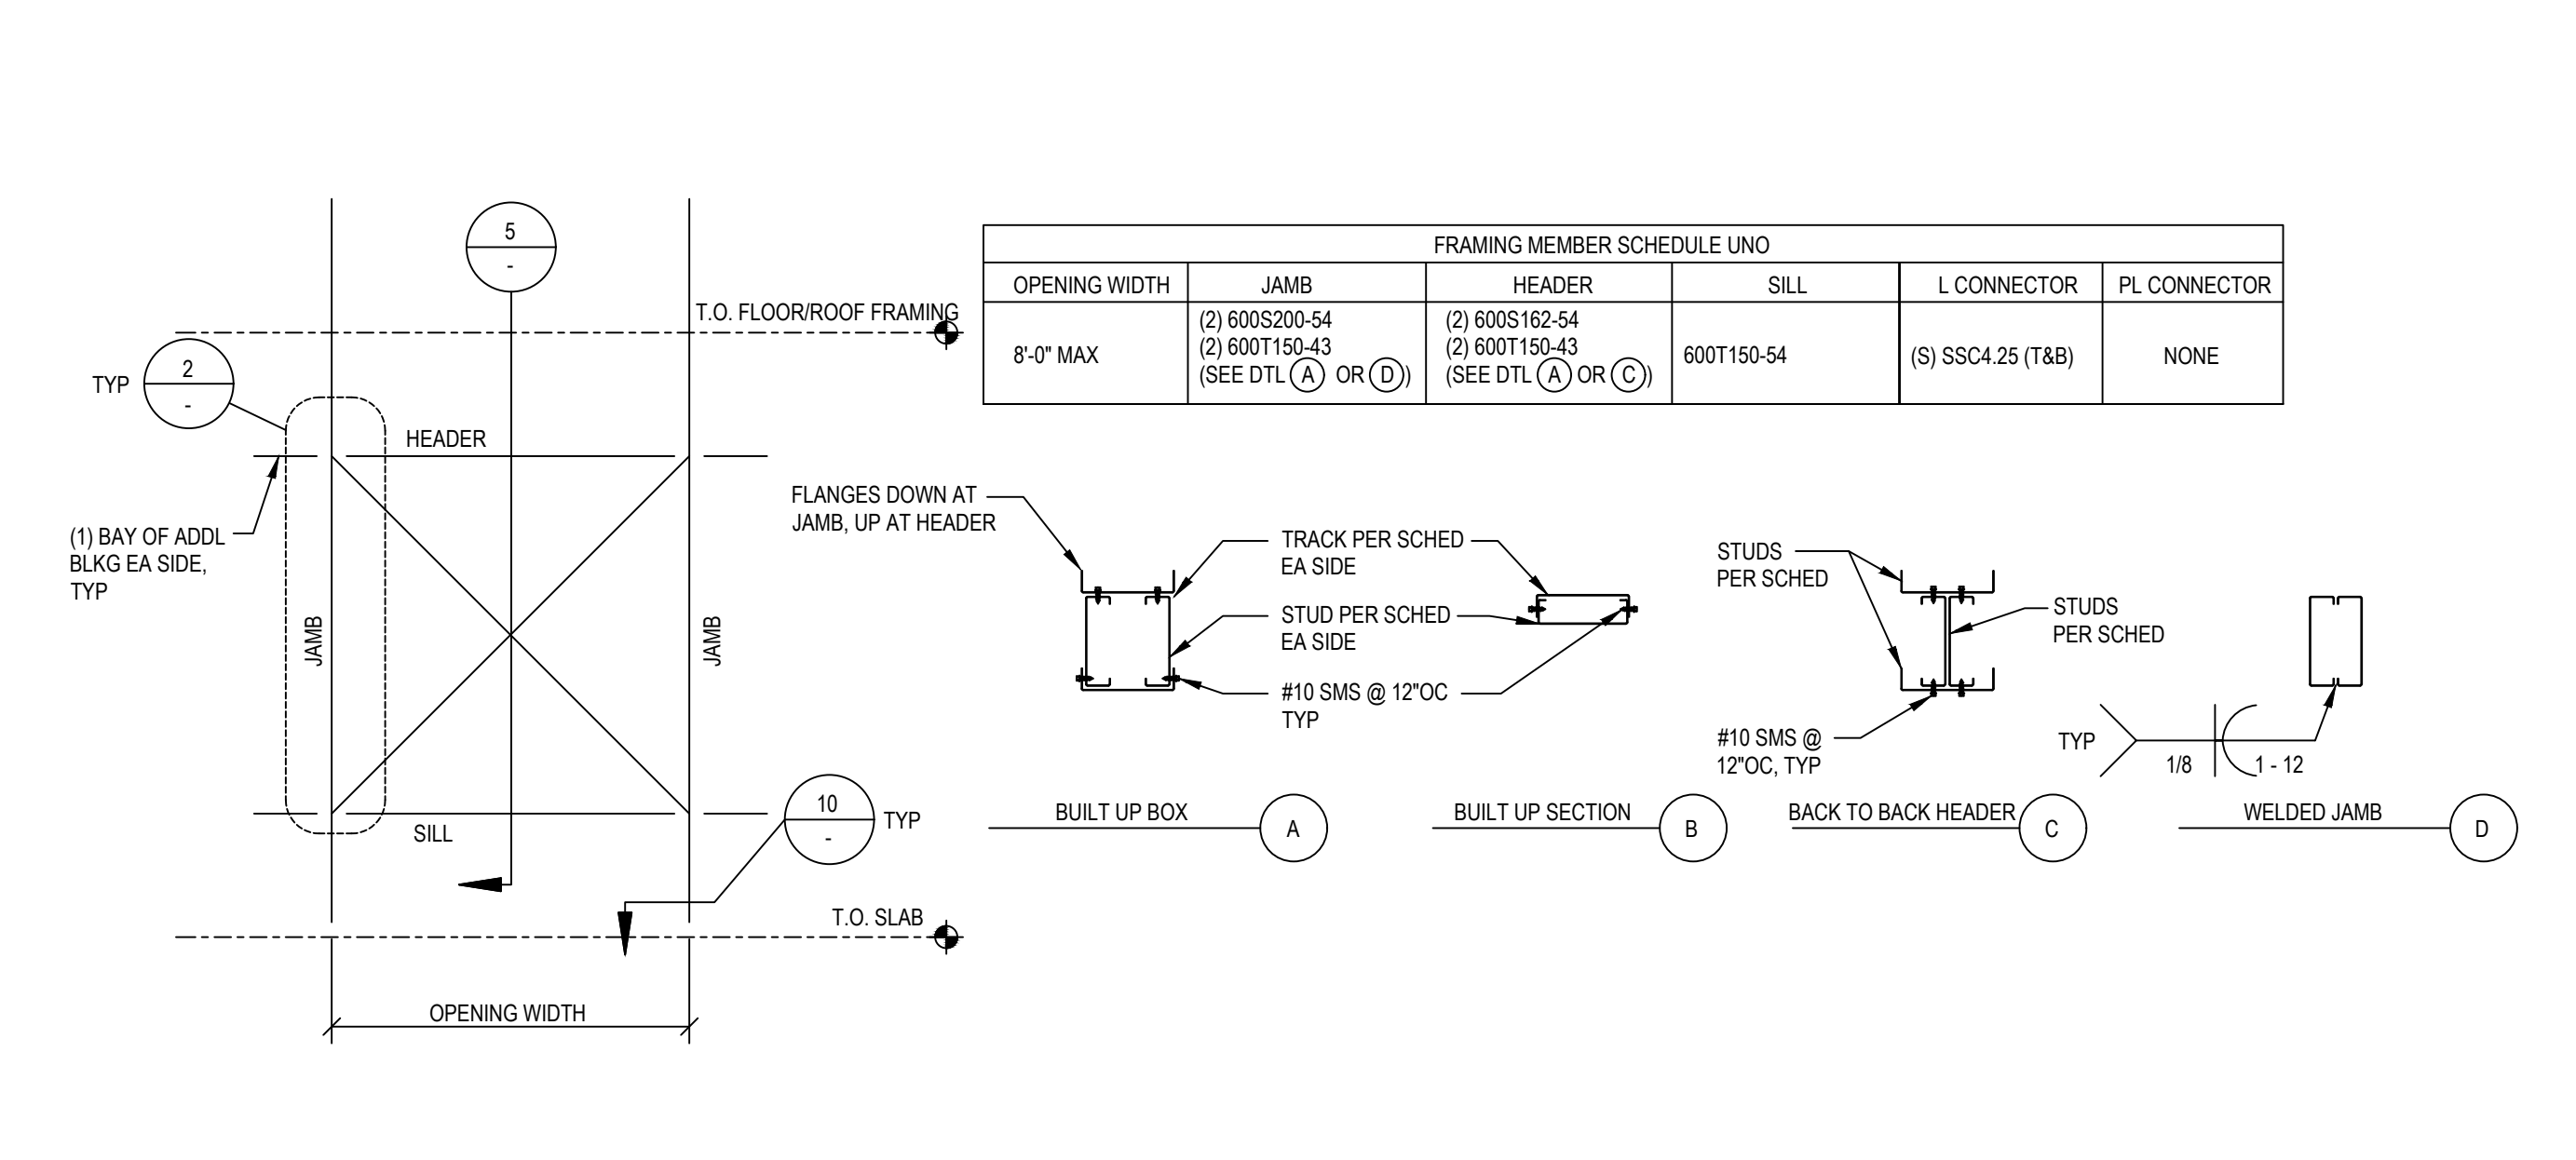 5
-
T.O. FLOOR/ROOF FRAMING
TYP
2
-
HEADER
(1) BAY OF ADDL
BLKG EA SIDE,
TYP
JAMB
JAMB
SILL
10
-
TYP
T.O. SLAB
OPENING WIDTH
FRAMING MEMBER SCHEDULE UNO
OPENING WIDTH JAMB HEADER SILL L CONNECTOR PL CONNECTOR
8'-0" MAX
(2) 600S200-54
(2) 600T150-43
(SEE DTL A OR D)
(2) 600S162-54
(2) 600T150-43
(SEE DTL A OR C)
600T150-54
(S) SSC4.25 (T&B)
NONE
FLANGES DOWN AT
JAMB, UP AT HEADER
TRACK PER SCHED
EA SIDE
STUD PER SCHED
EA SIDE
#10 SMS @ 12"OC
TYP
STUDS
PER SCHED
STUDS
PER SCHED
#10 SMS @
12"OC, TYP
TYP
1/8
1 - 12
BUILT UP BOX A
BUILT UP SECTION B
BACK TO BACK HEADER C
WELDED JAMB D